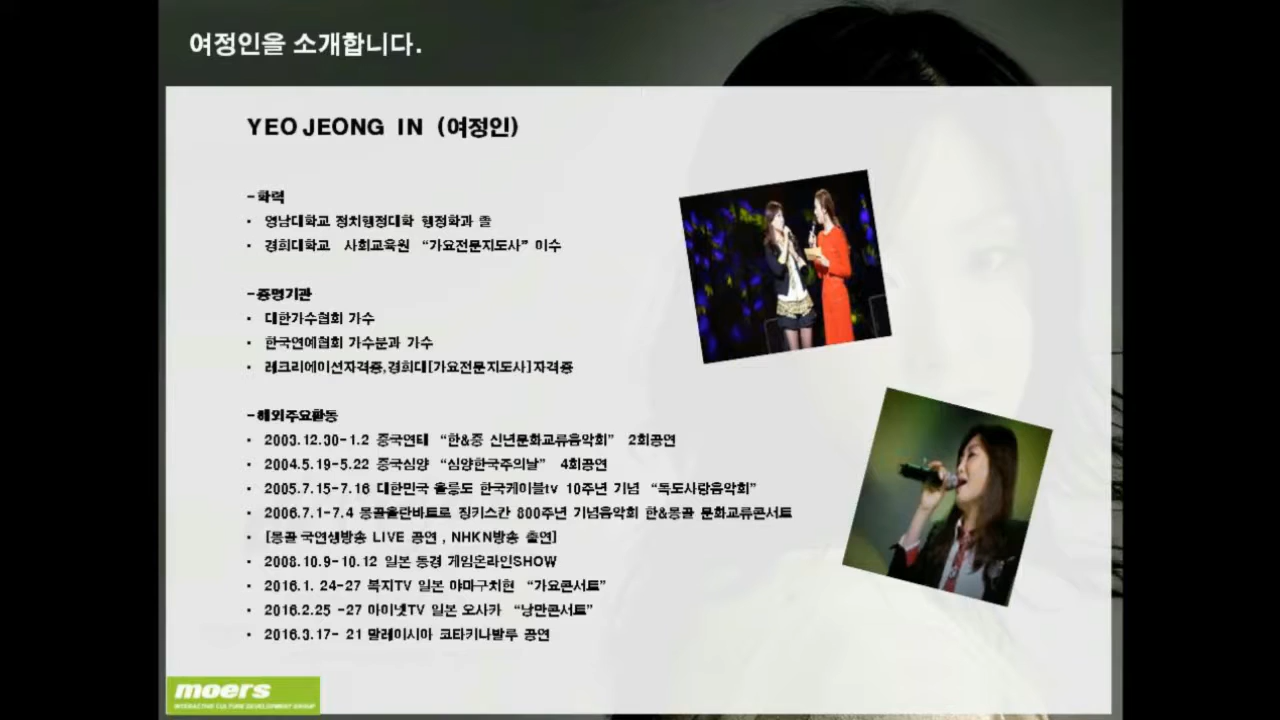 여정인을 소개합니다.
YEO JEONG IN (여정인)
-학력
• 영남대학교 정치행정대학 행정학과 졸
• 경희대학교 사회교육원 “가요전문지도사” 이수
-증명기관
• 대한가수협회 가수
• 한국연예협회 가수분과 가수
• 레크리에이션자격증,경희대[가요전문지도사]자격증
-해외주요활동
• 2003.12.30-1.2 중국연태 “한&중 신년문화교류음악회” 2회공연
• 2004.5.19-5.22 중국심양 “심양한국주의날” 4회공연
• 2005.7.15-7.16 대한민국 울릉도 한국케이블tv 10주년 기념 “독도사랑음악회”
• 2006.7.1-7.4 몽골울란바트르 징키스칸 800주년 기념음악회 한&몽골 문화교류콘서트
• [몽골 국연생방송 LIVE 공연 , NHKN방송 출연]
• 2008.10.9-10.12 일본 동경 게임온라인SHOW
• 2016.1. 24-27 복지TV 일본 야마구치현 “가요콘서트”
• 2016.2.25 -27 아이넷TV 일본 오사카 “낭만콘서트”
• 2016.3.17- 21 말레이시아 코타키나발루 공연
moers
INTERACTIVE CULTURE DEVELOPMENT GROUP